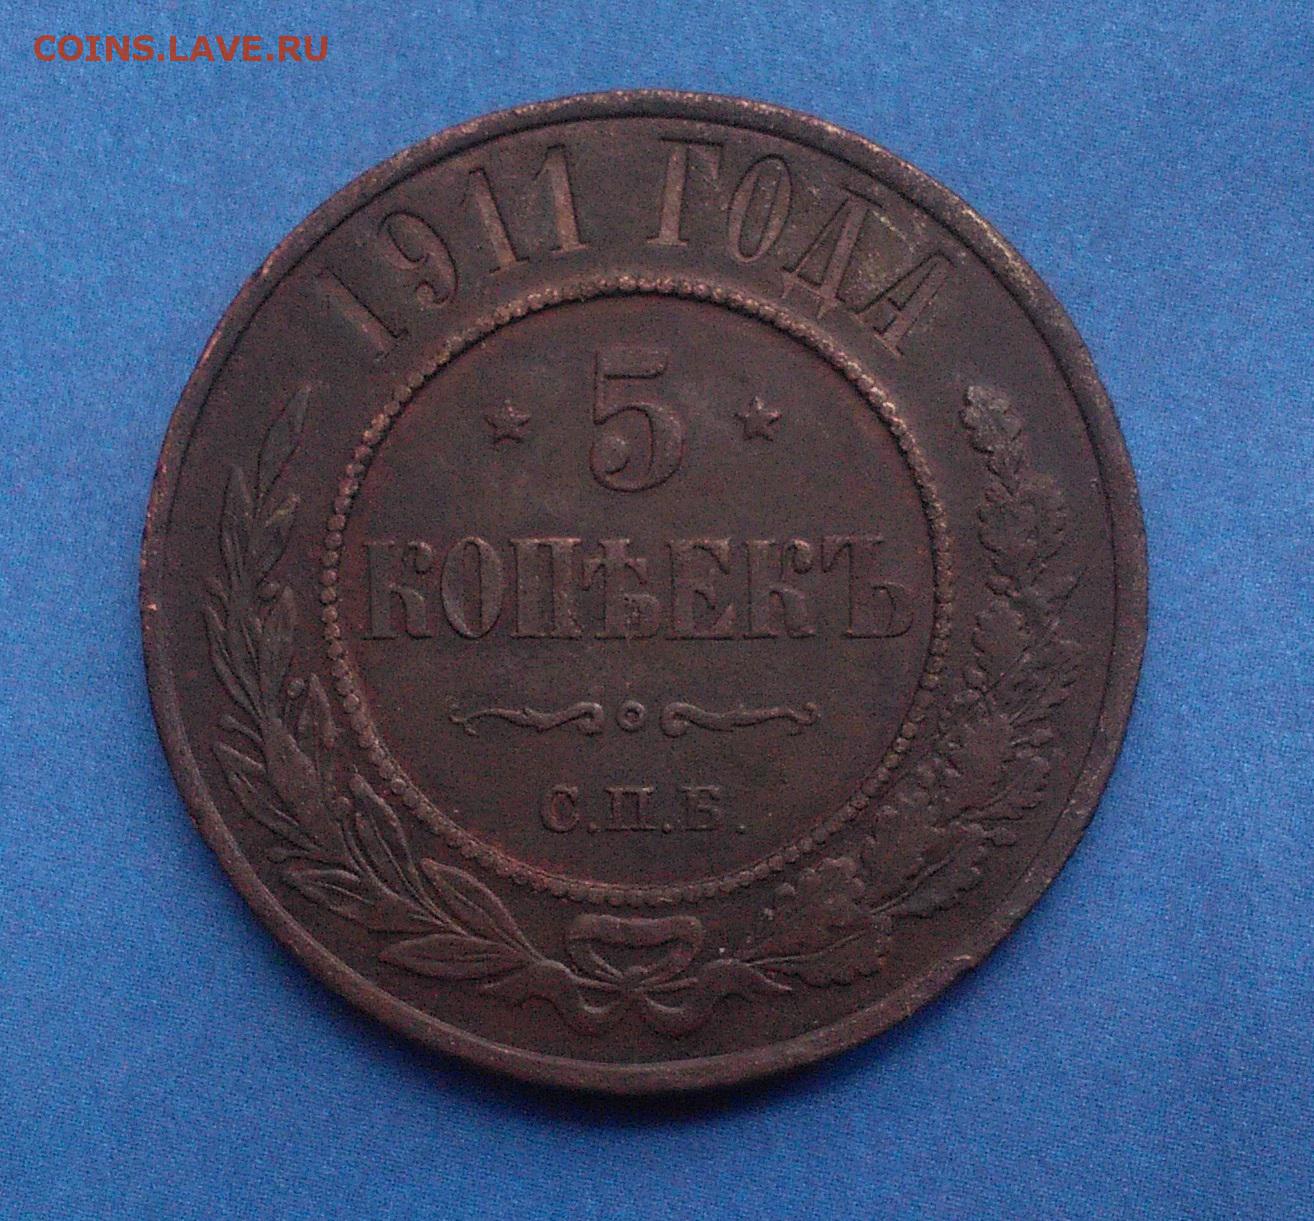 COINS.LAVE.RU
1911 ГОДА
5
КОПѢЕКЪ
С.П.Б.